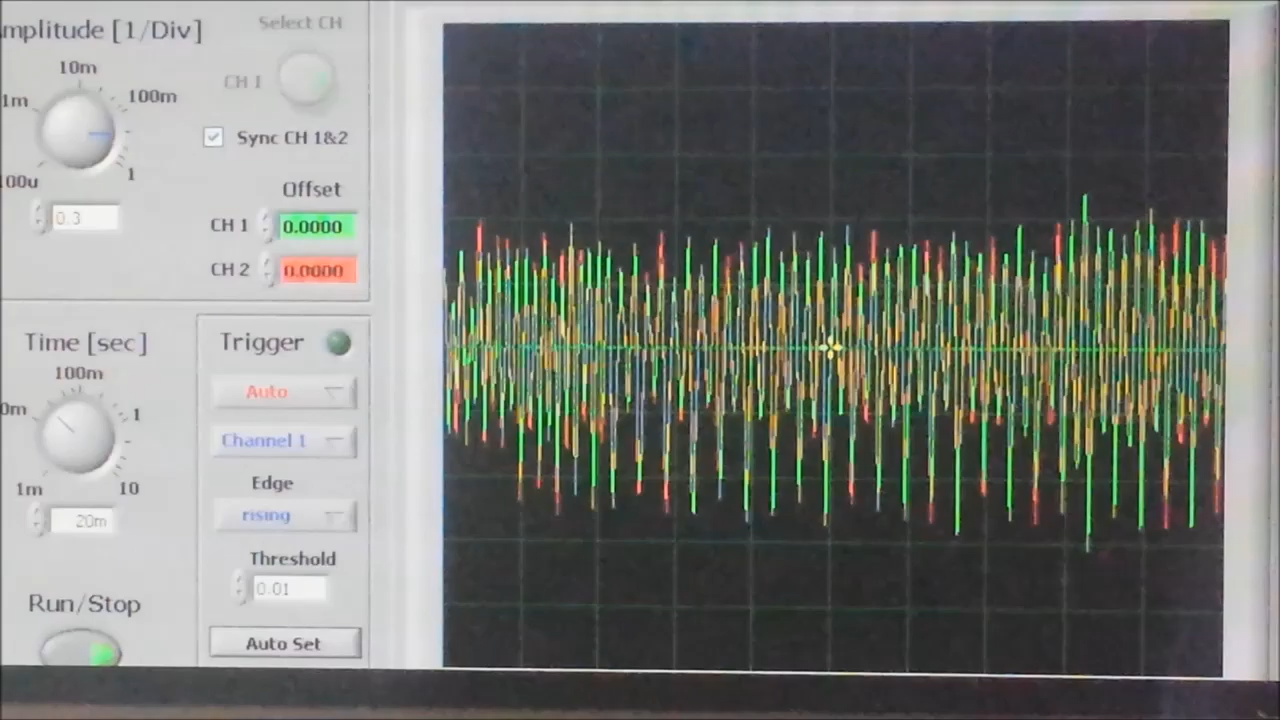 mplitude [1/Div]
Select CH
10m
1m
100m
CH 1
Sync CH 1&2
00u
1
Offset
0.3
CH 1
0.0000
CH 2
0.0000
Time [sec]
100m
0m
1
1m
10
20m
Trigger
Auto
Channel 1
Edge
rising
Threshold
0.01
Run/Stop
Auto Set